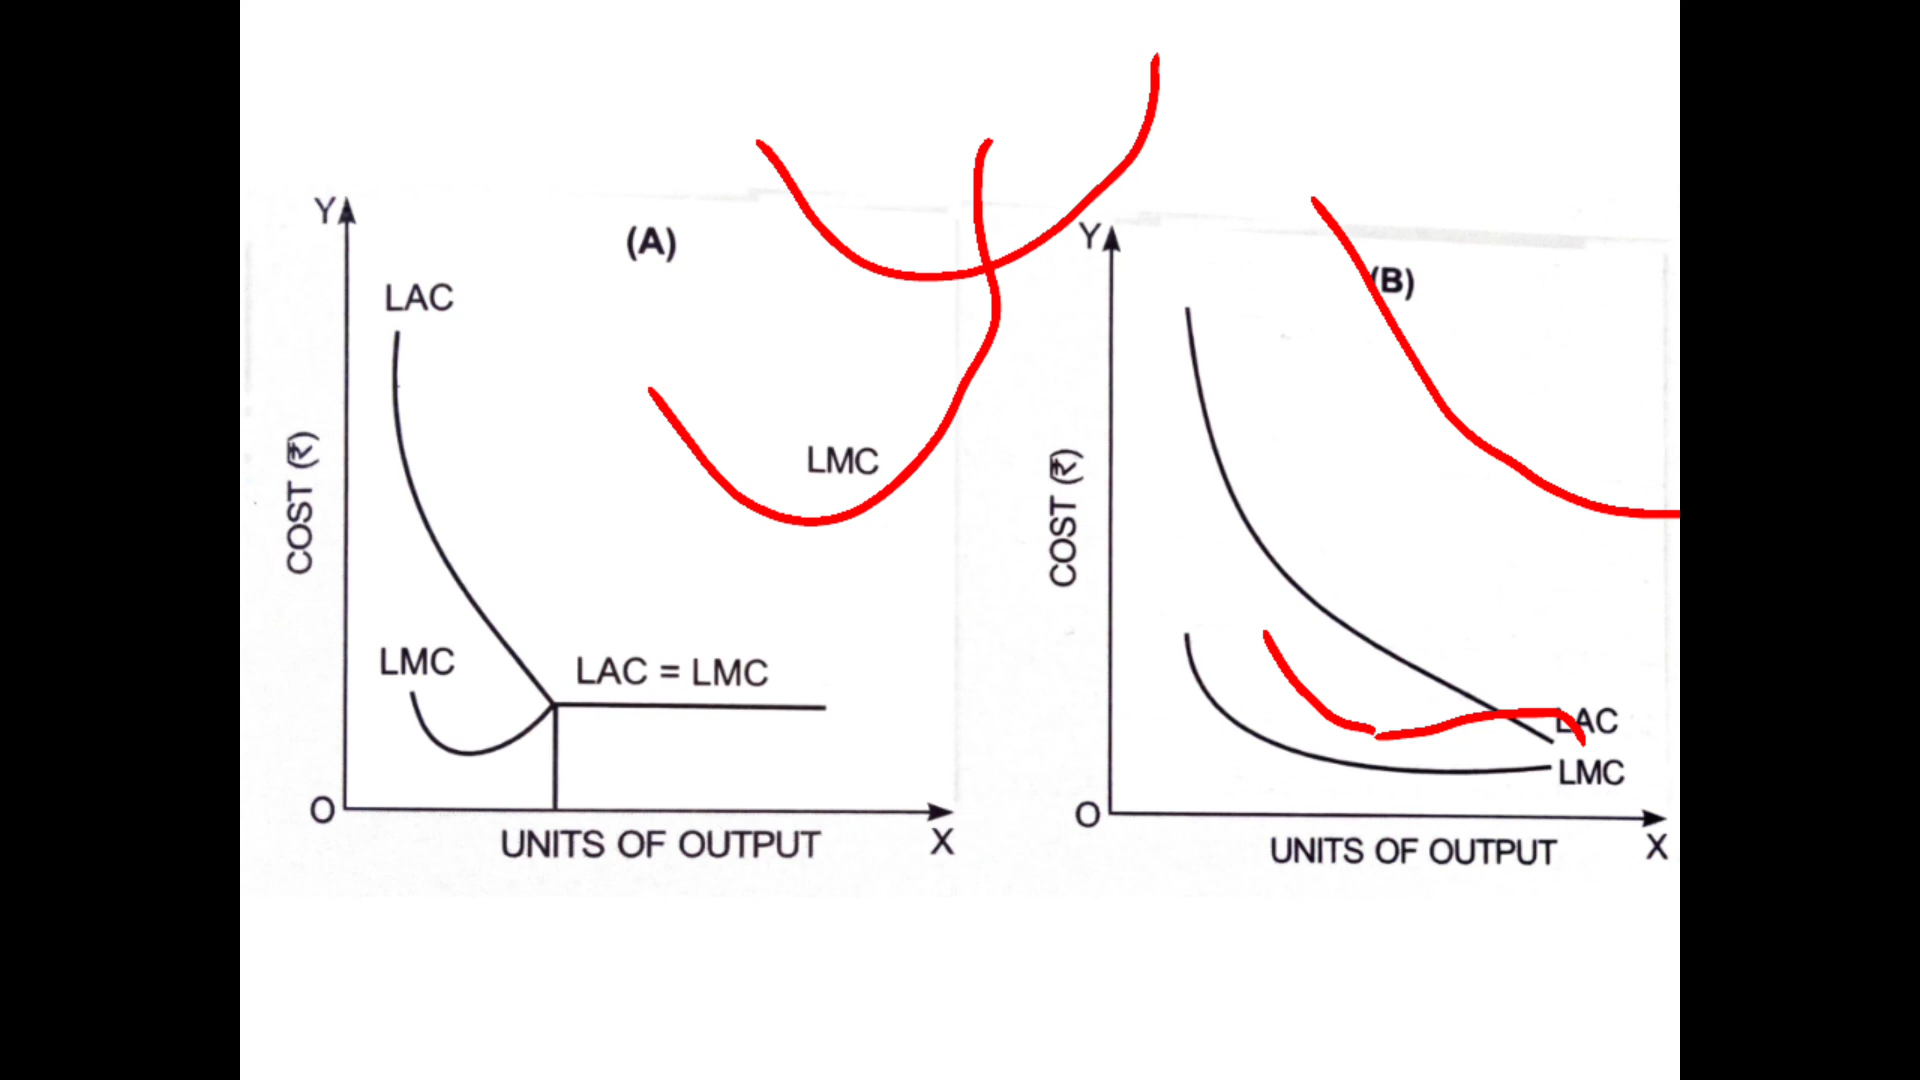 Y
(A)
LAC
COST (₹)
LMC
LMC
LAC = LMC
O
UNITS OF OUTPUT
X
Y
(B)
COST (₹)
LAC
LMC
O
UNITS OF OUTPUT
X